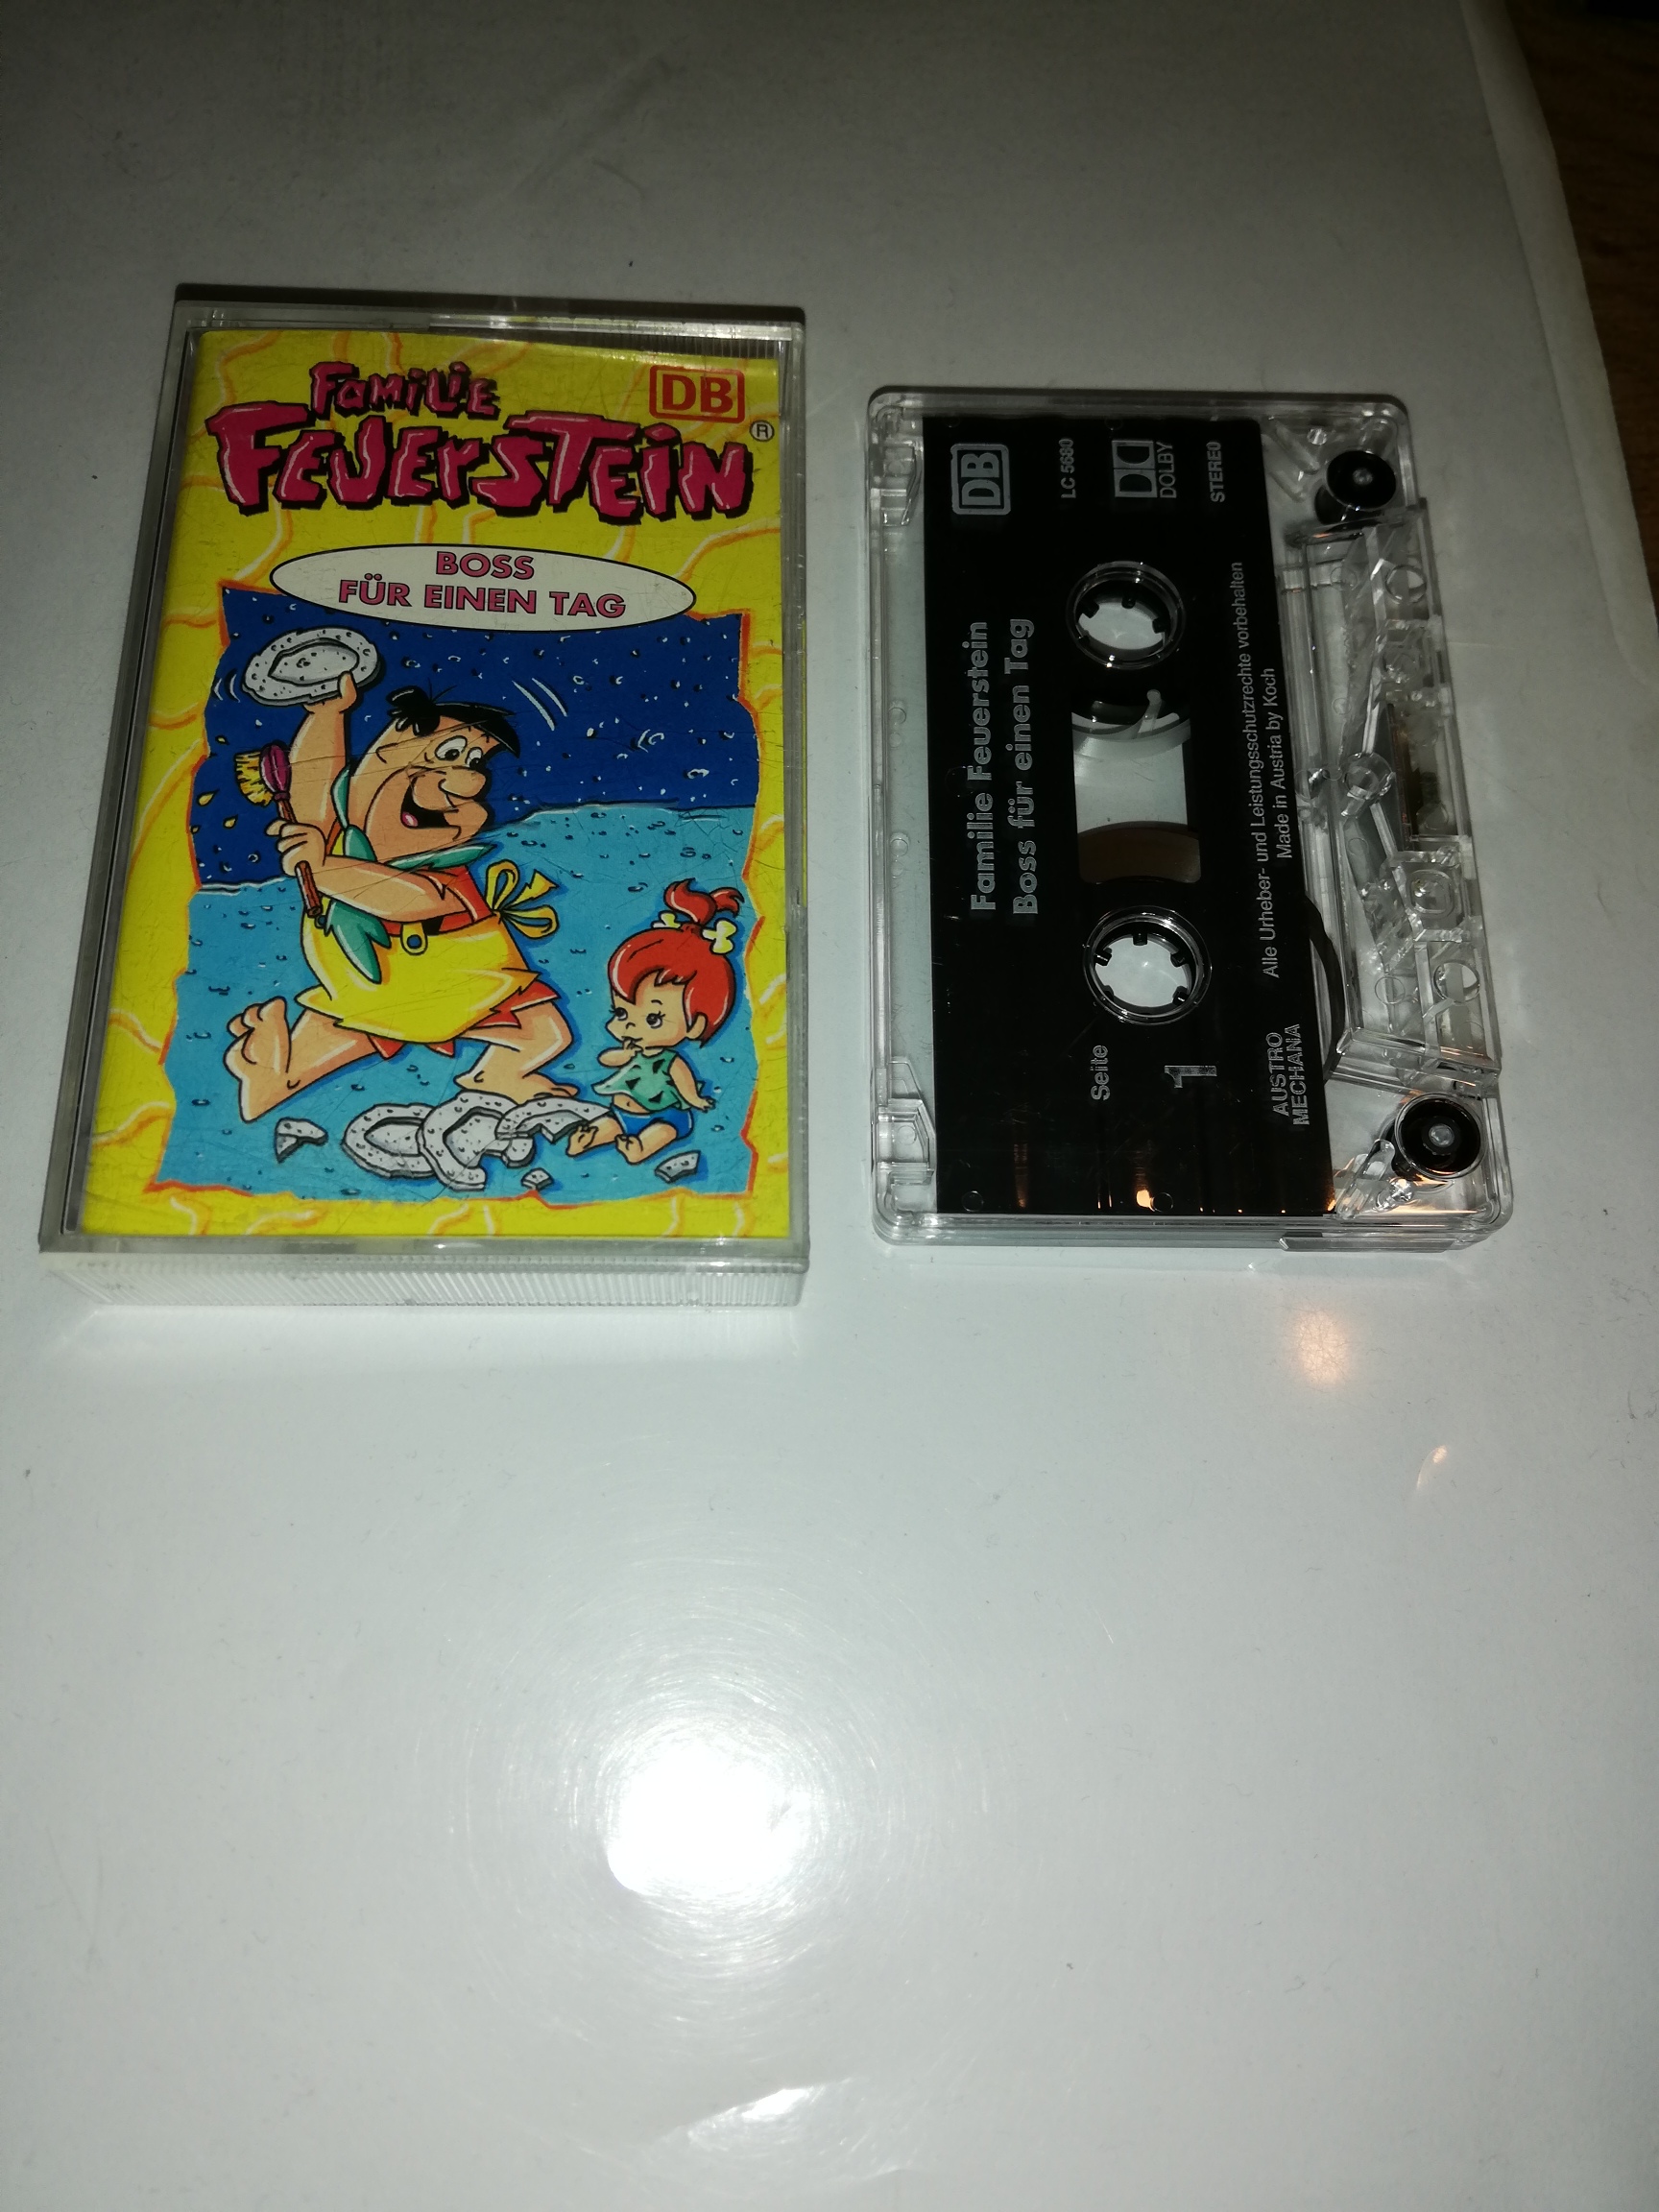 FAMILIE
FEUERSTEIN®
DB
BOSS
FÜR EINEN TAG
DB
LC 5680
DOLBY
STEREO
Familie Feuerstein
Boss für einen Tag
Seite
1
Alle Urheber- und Leistungsschutzrechte vorbehalten
Made in Austria by Koch
AUSTRO
MECHANA